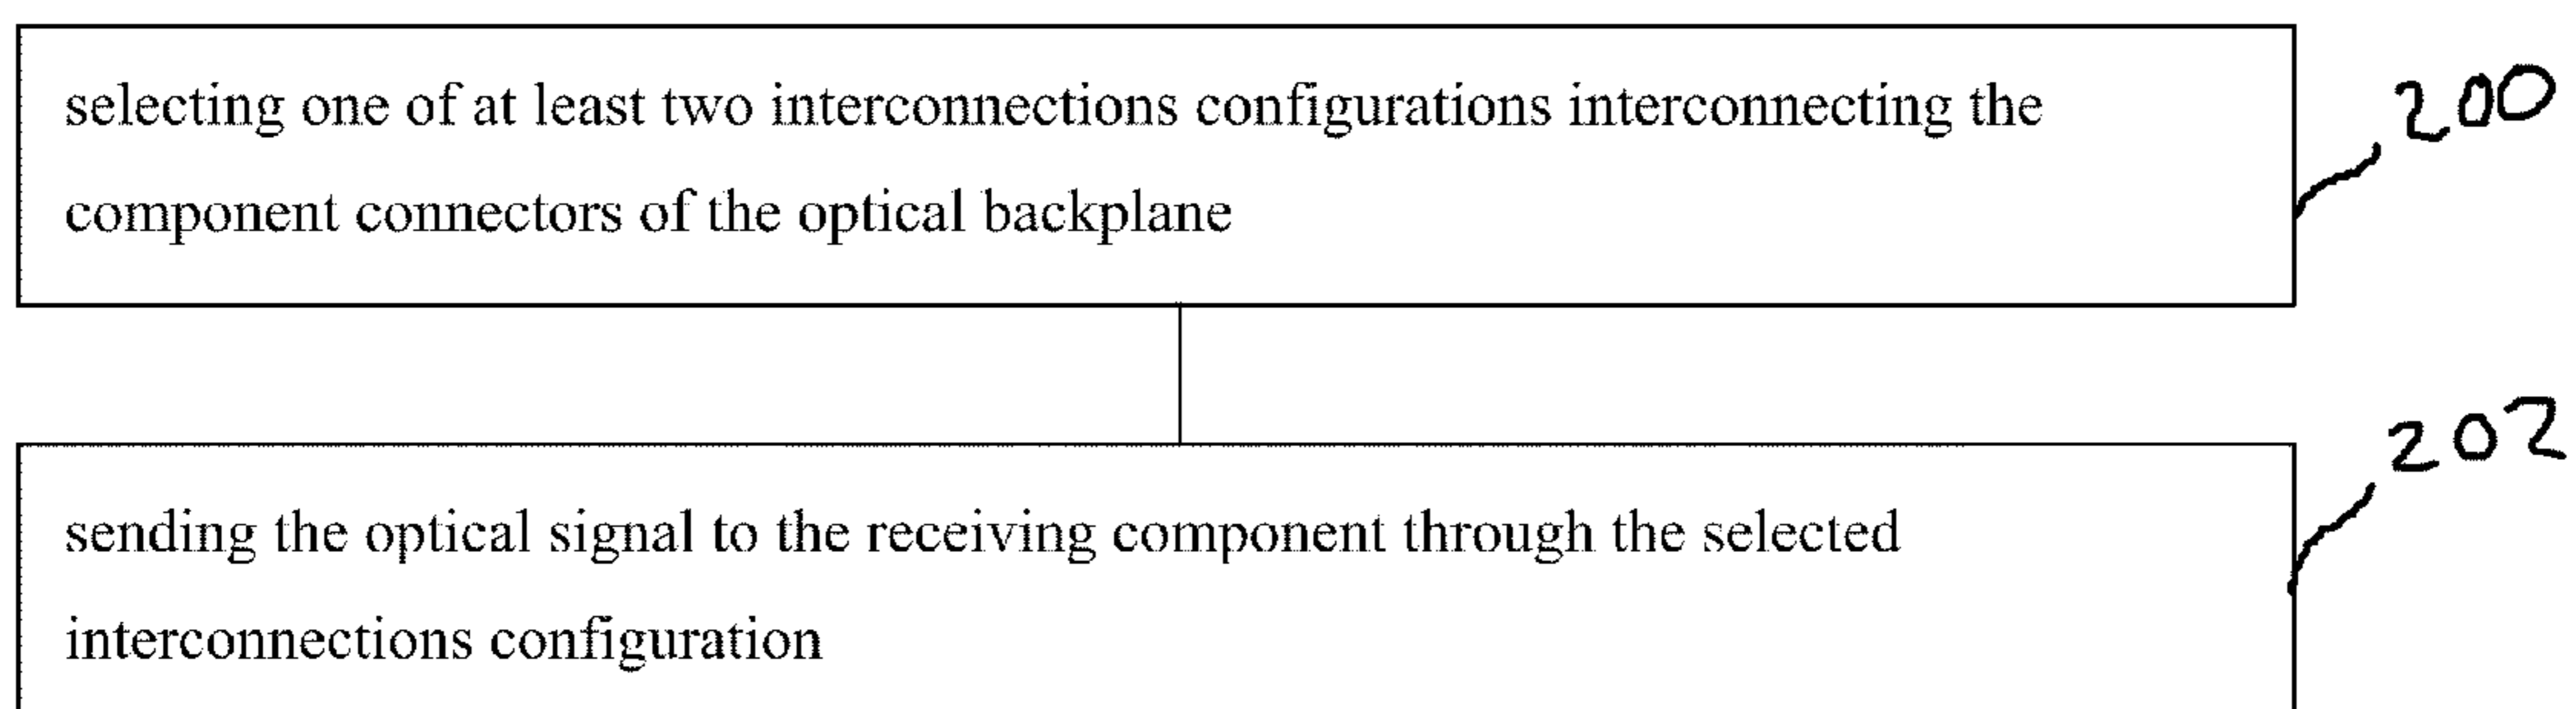 selecting one of at least two interconnections configurations interconnecting the
component connectors of the optical backplane
200
sending the optical signal to the receiving component through the selected
interconnections configuration
202